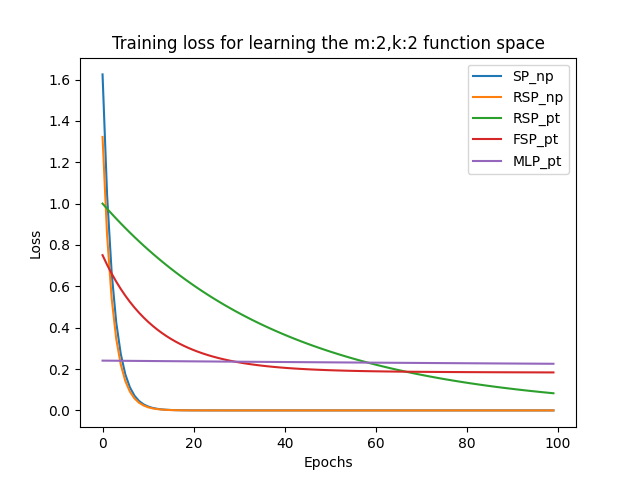 Training loss for learning the m:2,k:2 function space
SP_np
RSP_np
RSP_pt
FSP_pt
MLP_pt
1.6
1.4
1.2
1.0
0.8
0.6
0.4
0.2
0.0
Loss
0 20 40 60 80 100
Epochs